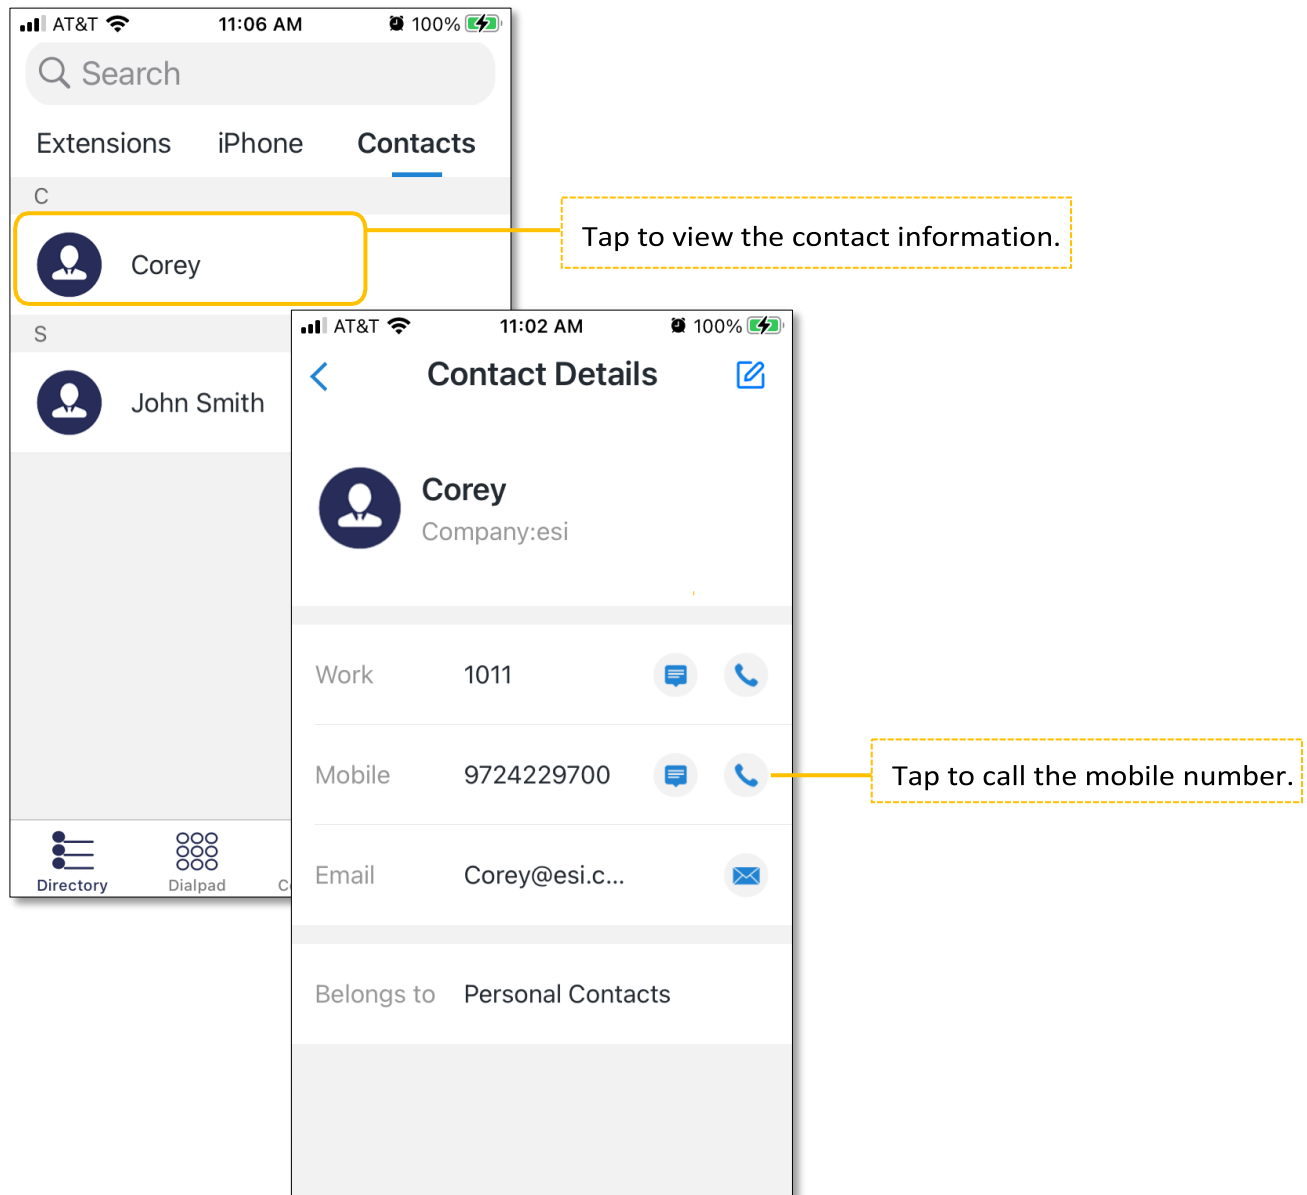 AT&T 11:06 AM 100%
Search
Extensions iPhone Contacts
C
Corey
Tap to view the contact information.
S
John Smith
Directory Dialpad C
AT&T 11:02 AM 100%
Contact Details
Corey
Company:esi
Work 1011
Mobile 9724229700
Tap to call the mobile number.
Email Corey@esi.c...
Belongs to Personal Contacts